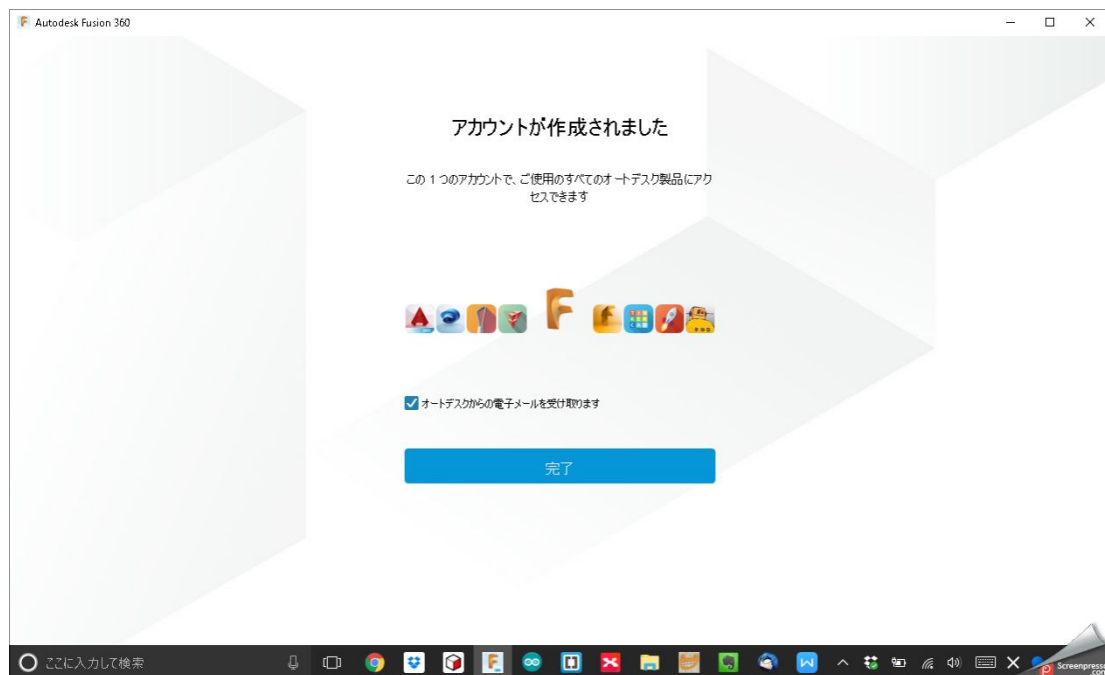 Autodesk Fusion 360
アカウントが作成されました
この 1 つのアカウントで、ご使用のすべてのオートデスク製品にアク
セスできます
オートデスクからの電子メールを受け取ります
完了
ここに入力して検索
Screenpresso
.com